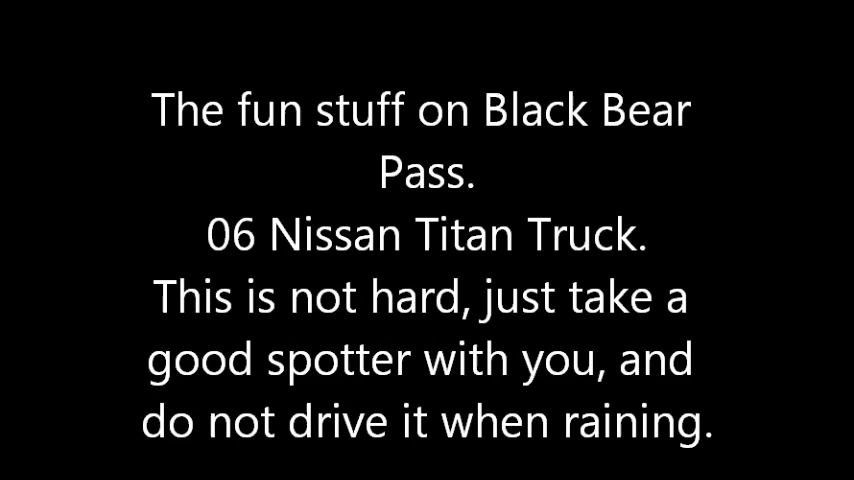 The fun stuff on Black Bear
Pass.
06 Nissan Titan Truck.
This is not hard, just take a
good spotter with you, and
do not drive it when raining.